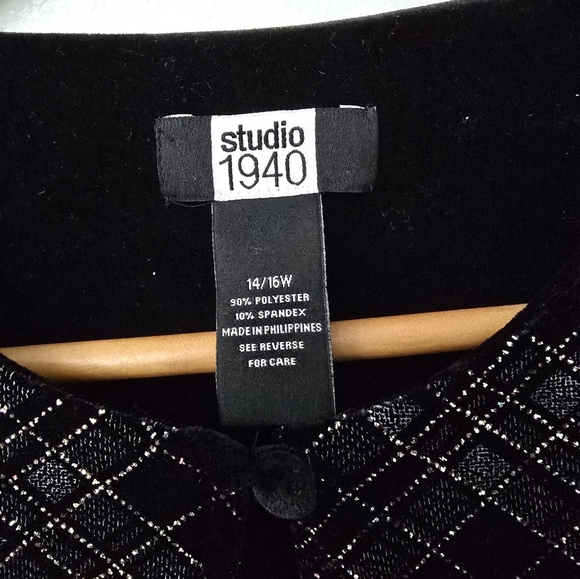 studio
1940
14/16W
90% POLYESTER
10% SPANDEX
MADE IN PHILIPPINES
SEE REVERSE
FOR CARE